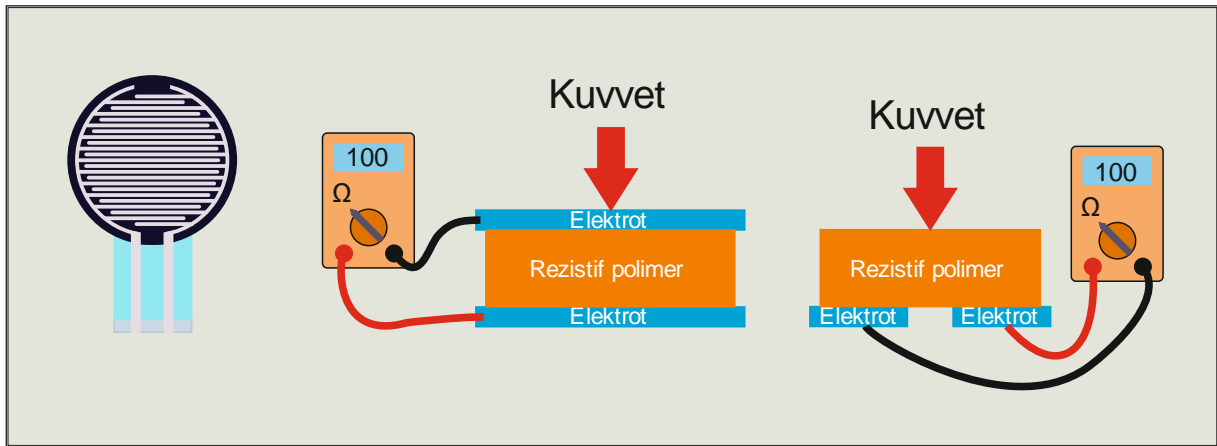 Kuvvet
100
Ω
Elektrot
Rezistif polimer
Elektrot
Kuvvet
100
Ω
Rezistif polimer
Elektrot
Elektrot